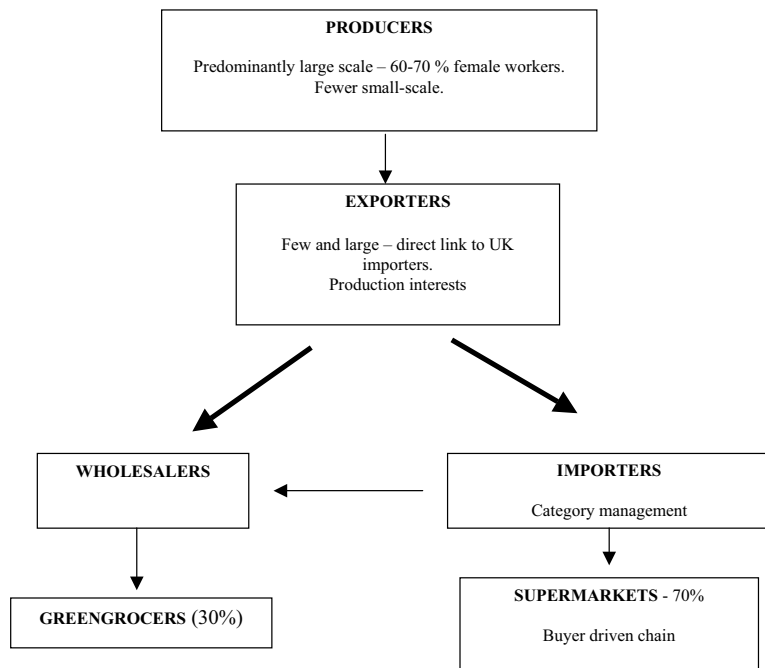 PRODUCERS
Predominantly large scale – 60-70 % female workers.
Fewer small-scale.
EXPORTERS
Few and large – direct link to UK
importers.
Production interests
WHOLESALERS
IMPORTERS
Category management
GREENGROCERS (30%)
SUPERMARKETS - 70%
Buyer driven chain